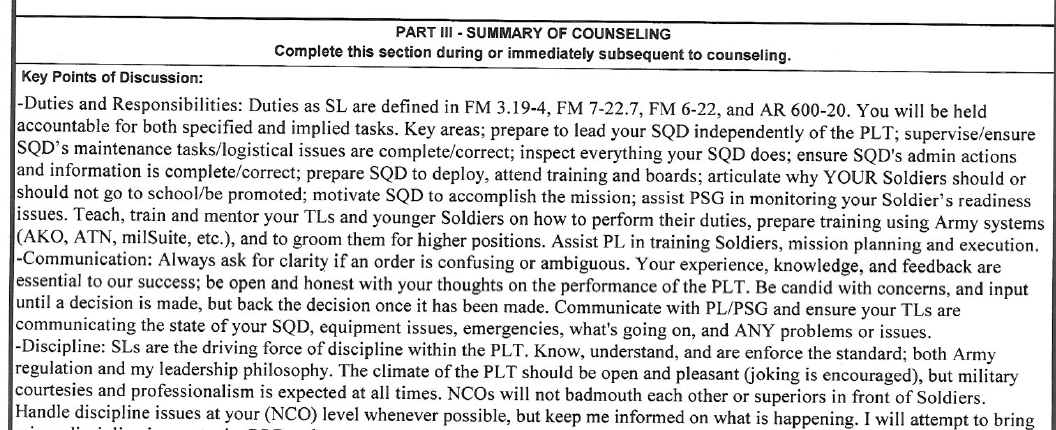 PART III - SUMMARY OF COUNSELING
Complete this section during or immediately subsequent to counseling.
Key Points of Discussion:
-Duties and Responsibilities: Duties as SL are defined in FM 3.19-4, FM 7-22.7, FM 6-22, and AR 600-20. You will be held
accountable for both specified and implied tasks. Key areas; prepare to lead your SQD independently of the PLT; supervise/ensure
SQD's maintenance tasks/logistical issues are complete/correct; inspect everything your SQD does; ensure SQD's admin actions
and information is complete/correct; prepare SQD to deploy, attend training and boards; articulate why YOUR Soldiers should or
should not go to school/be promoted; motivate SQD to accomplish the mission; assist PSG in monitoring your Soldier's readiness
issues. Teach, train and mentor your TLs and younger Soldiers on how to perform their duties, prepare training using Army systems
(AKO, ATN, milSuite, etc.), and to groom them for higher positions. Assist PL in training Soldiers, mission planning and execution.
-Communication: Always ask for clarity if an order is confusing or ambiguous. Your experience, knowledge, and feedback are
essential to our success; be open and honest with your thoughts on the performance of the PLT. Be candid with concerns, and input
until a decision is made, but back the decision once it has been made. Communicate with PL/PSG and ensure your TLs are
communicating the state of your SQD, equipment issues, emergencies, what's going on, and ANY problems or issues.
-Discipline: SLs are the driving force of discipline within the PLT. Know, understand, and are enforce the standard; both Army
regulation and my leadership philosophy. The climate of the PLT should be open and pleasant (joking is encouraged), but military
courtesies and professionalism is expected at all times. NCOs will not badmouth each other or superiors in front of Soldiers.
Handle discipline issues at your (NCO) level whenever possible, but keep me informed on what is happening. I will attempt to bring